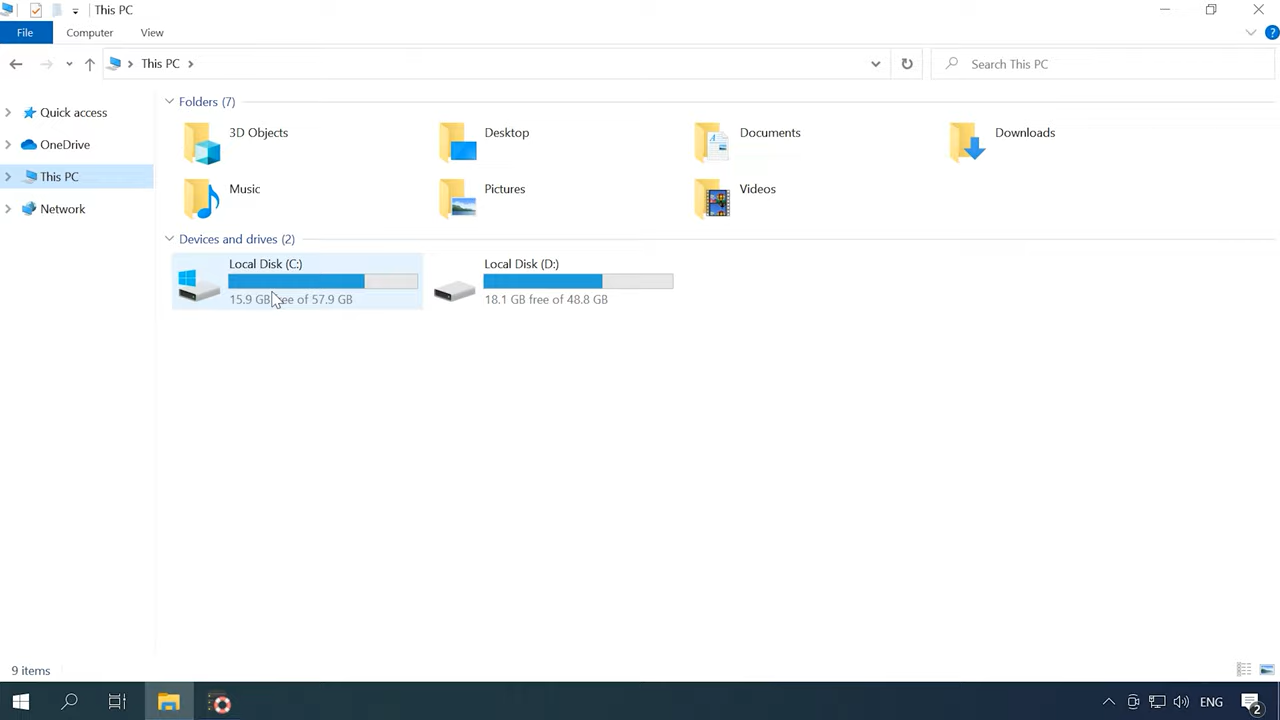 This PC
File Computer View
This PC
Search This PC
Quick access
OneDrive
This PC
Network
Folders (7)
3D Objects
Desktop
Documents
Downloads
Music
Pictures
Videos
Devices and drives (2)
Local Disk (C:)
15.9 GB free of 57.9 GB
Local Disk (D:)
18.1 GB free of 48.8 GB
9 items
ENG
2